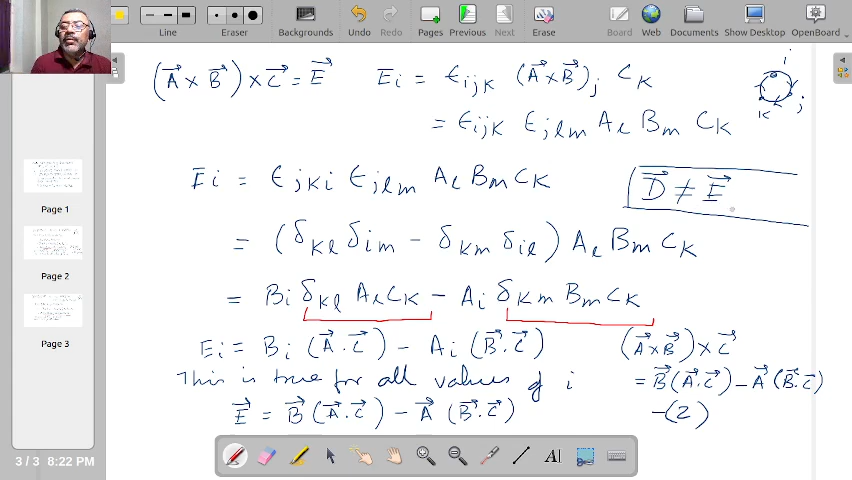 Line Eraser Backgrounds Undo Redo Pages Previous Next Erase Board Web Documents Show Desktop OpenBoard
(A⃗ × B⃗) × C⃗ = E⃗   Ei = ϵijk (A⃗×B⃗)j CK
= ϵijk ϵjlm Al Bm CK
i
j
k
Ei = ϵjki ϵjlm Al Bm CK
D⃗ ≠ E⃗
= (δkl δim − δkm δil) Al Bm CK
= Bi δkl Al CK − Ai δkm Bm CK
Ei = Bi (A⃗.C⃗) − Ai (B⃗.C⃗)
This is true for all values of i
E⃗ = B⃗ (A⃗.C⃗) − A⃗ (B⃗.C⃗)
(A⃗×B⃗)×C⃗
= B⃗(A⃗.C⃗) − A⃗(B⃗.C⃗)
—(2)
Page 1
Page 2
Page 3
3 / 3 8:22 PM